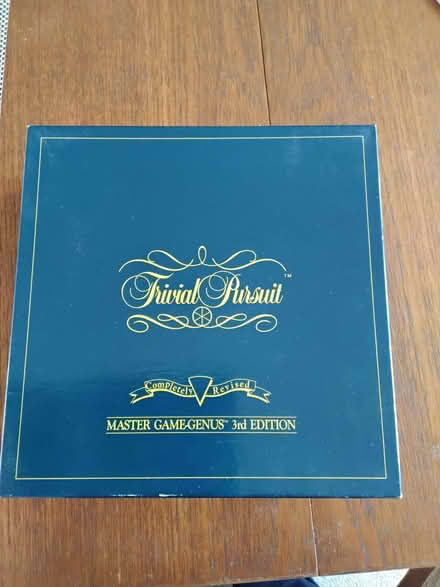 Trivial Pursuit™
Completely Revised
MASTER GAME-GENUS™ 3rd EDITION